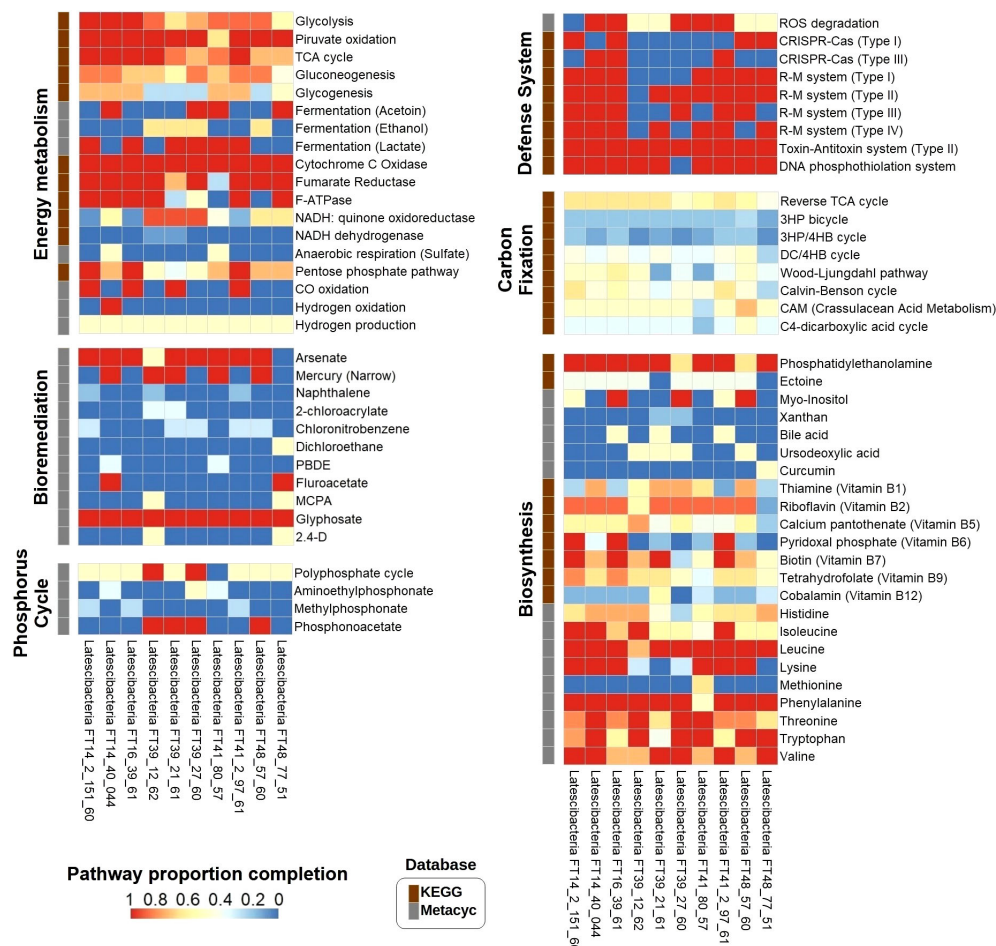 Energy metabolism
Glycolysis
Piruvate oxidation
TCA cycle
Gluconeogenesis
Glycogenesis
Fermentation (Acetoin)
Fermentation (Ethanol)
Fermentation (Lactate)
Cytochrome C Oxidase
Fumarate Reductase
F-ATPase
NADH: quinone oxidoreductase
NADH dehydrogenase
Anaerobic respiration (Sulfate)
Pentose phosphate pathway
CO oxidation
Hydrogen oxidation
Hydrogen production
Bioremediation
Arsenate
Mercury (Narrow)
Naphthalene
2-chloroacrylate
Chloronitrobenzene
Dichloroethane
PBDE
Fluroacetate
MCPA
Glyphosate
2.4-D
Phosphorus
Cycle
Polyphosphate cycle
Aminoethylphosphonate
Methylphosphonate
Phosphonoacetate
Latescibacteria FT14_2_151_60
Latescibacteria FT14_40_044
Latescibacteria FT16_39_61
Latescibacteria FT39_12_62
Latescibacteria FT39_21_61
Latescibacteria FT39_27_60
Latescibacteria FT41_80_57
Latescibacteria FT41_2_97_61
Latescibacteria FT48_57_60
Latescibacteria FT48_77_51
Pathway proportion completion
1 0.8 0.6 0.4 0.2 0
Database
KEGG
Metacyc
Defense System
ROS degradation
CRISPR-Cas (Type I)
CRISPR-Cas (Type III)
R-M system (Type I)
R-M system (Type II)
R-M system (Type III)
R-M system (Type IV)
Toxin-Antitoxin system (Type II)
DNA phosphothiolation system
Carbon
Fixation
Reverse TCA cycle
3HP bicycle
3HP/4HB cycle
DC/4HB cycle
Wood-Ljungdahl pathway
Calvin-Benson cycle
CAM (Crassulacean Acid Metabolism)
C4-dicarboxylic acid cycle
Biosynthesis
Phosphatidylethanolamine
Ectoine
Myo-Inositol
Xanthan
Bile acid
Ursodeoxylic acid
Curcumin
Thiamine (Vitamin B1)
Riboflavin (Vitamin B2)
Calcium pantothenate (Vitamin B5)
Pyridoxal phosphate (Vitamin B6)
Biotin (Vitamin B7)
Tetrahydrofolate (Vitamin B9)
Cobalamin (Vitamin B12)
Histidine
Isoleucine
Leucine
Lysine
Methionine
Phenylalanine
Threonine
Tryptophan
Valine
Latescibacteria FT14_2_151_6
Latescibacteria FT14_40_044
Latescibacteria FT16_39_61
Latescibacteria FT39_12_62
Latescibacteria FT39_21_61
Latescibacteria FT39_27_60
Latescibacteria FT41_80_57
Latescibacteria FT41_2_97_61
Latescibacteria FT48_57_60
Latescibacteria FT48_77_51